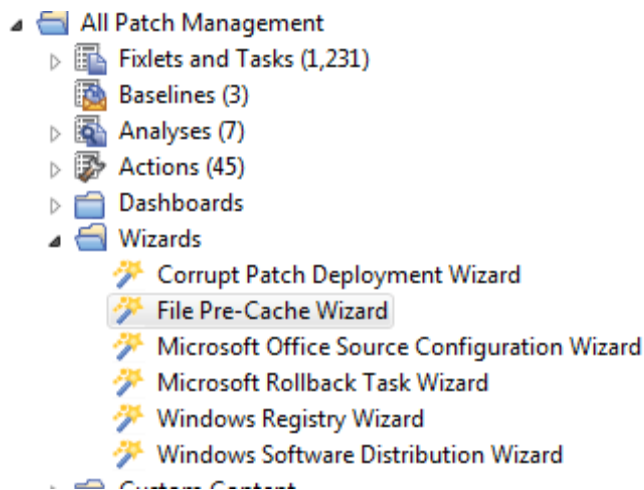 All Patch Management
Fixlets and Tasks (1,231)
Baselines (3)
Analyses (7)
Actions (45)
Dashboards
Wizards
Corrupt Patch Deployment Wizard
File Pre-Cache Wizard
Microsoft Office Source Configuration Wizard
Microsoft Rollback Task Wizard
Windows Registry Wizard
Windows Software Distribution Wizard
Custom Content